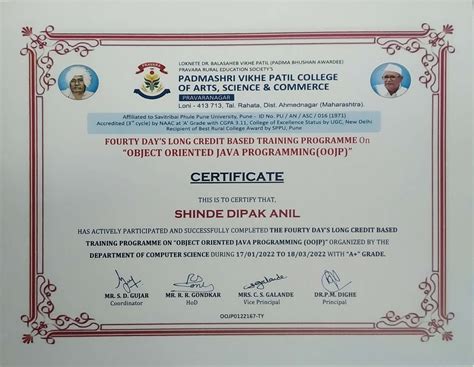 LOKNETE DR. BALASAHEB VIKHE PATIL (PADMA BHUSHAN AWARDEE)
PRAVARA RURAL EDUCATION SOCIETY'S
PADMASHRI VIKHE PATIL COLLEGE
OF ARTS, SCIENCE & COMMERCE
PRAVARANAGAR
Loni - 413 713, Tal. Rahata, Dist. Ahmednagar (Maharashtra).
Affiliated to Savitribai Phule Pune University, Pune - ID No. PU / AN / ASC / 016 (1971)
Accredited (3rd cycle) by NAAC at 'A' Grade with CGPA 3.11, College of Excellence Status by UGC, New Delhi
Recipient of Best Rural College Award by SPPU, Pune
FOURTY DAY'S LONG CREDIT BASED TRAINING PROGRAMME On
"OBJECT ORIENTED JAVA PROGRAMMING(OOJP)"
CERTIFICATE
THIS IS TO CERTIFY THAT,
SHINDE DIPAK ANIL
HAS ACTIVELY PARTICIPATED AND SUCCESSFULLY COMPLETED THE FOURTY DAY'S LONG CREDIT BASED
TRAINING PROGRAMME ON "OBJECT ORIENTED JAVA PROGRAMMING (OOJP)" ORGANIZED BY THE
DEPARTMENT OF COMPUTER SCIENCE DURING 17/01/2022 TO 18/03/2022 WITH "A+" GRADE.
MR. S. D. GUJAR
Coordinator
MR. R. R. GONDKAR
HoD
MRS. C. S. GALANDE
Vice Principal
DR.P.M. DIGHE
Principal
OOJP0122167-TY